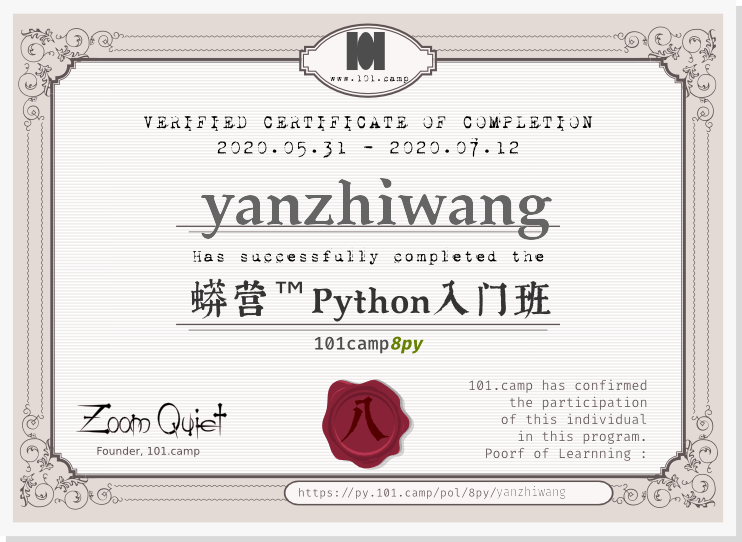 www.101.camp
VERIFIED CERTIFICATE OF COMPLETION
2020.05.31 - 2020.07.12
yanzhiwang
Has successfully completed the
蟒营™Python入门班
101camp8py
八
Zoom Quiet
Founder, 101.camp
101.camp has confirmed
the participation
of this individual
in this program.
Poorf of Learnning :
https://py.101.camp/pol/8py/yanzhiwang